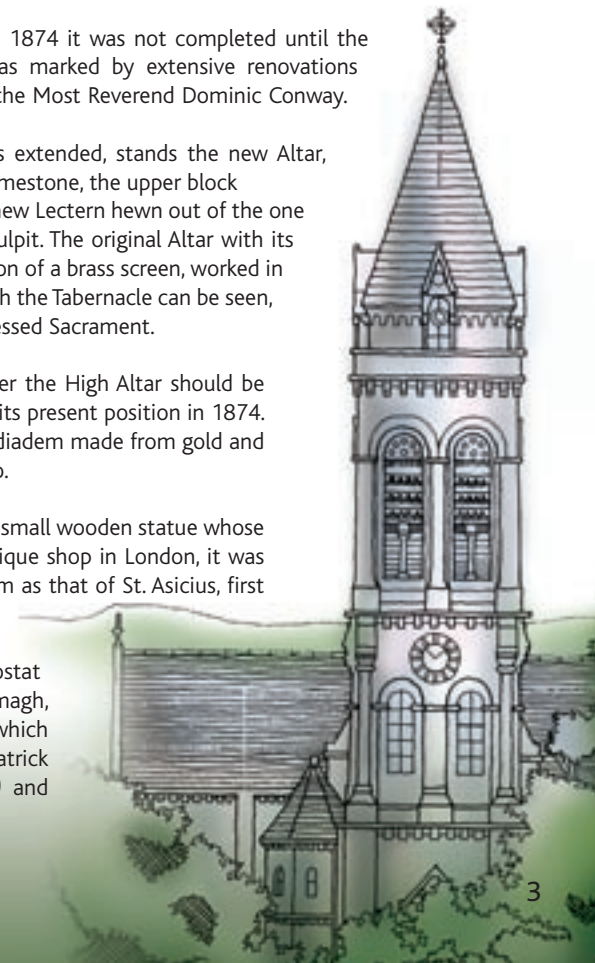 1874 it was not completed until the
as marked by extensive renovations
the Most Reverend Dominic Conway.
s extended, stands the new Altar,
mestone, the upper block
new Lectern hewn out of the one
ulpit. The original Altar with its
on of a brass screen, worked in
h the Tabernacle can be seen,
essed Sacrament.
er the High Altar should be
its present position in 1874.
diadem made from gold and
o.
small wooden statue whose
ique shop in London, it was
m as that of St. Asicius, first
ostat
magh,
which
atrick
) and
3